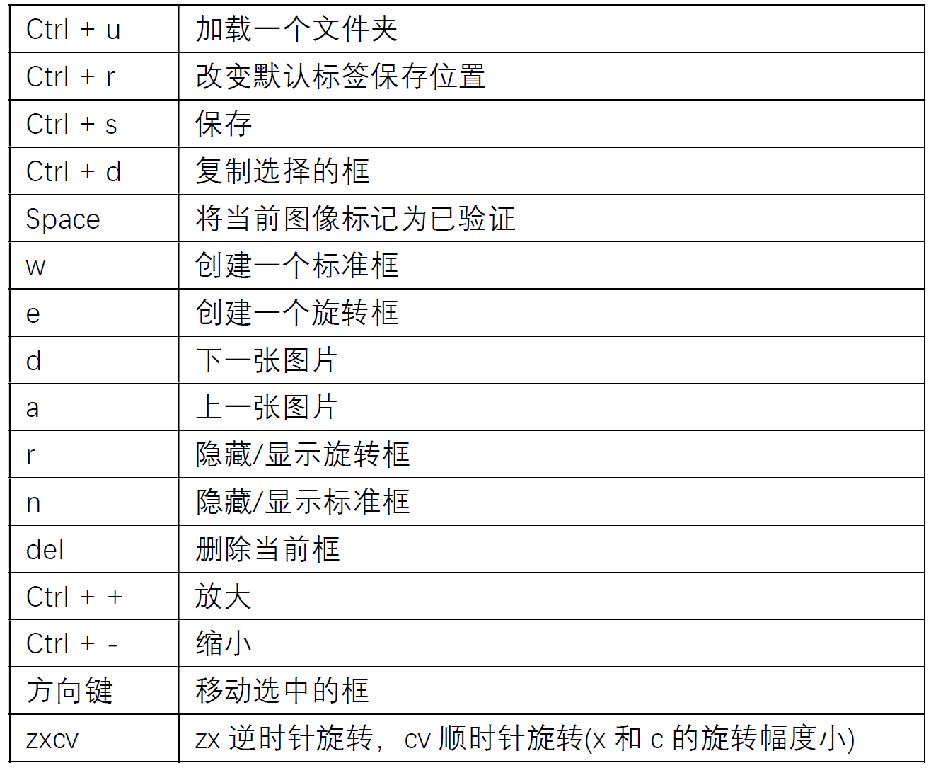 Ctrl + u 加载一个文件夹
Ctrl + r 改变默认标签保存位置
Ctrl + s 保存
Ctrl + d 复制选择的框
Space 将当前图像标记为已验证
w 创建一个标准框
e 创建一个旋转框
d 下一张图片
a 上一张图片
r 隐藏/显示旋转框
n 隐藏/显示标准框
del 删除当前框
Ctrl + + 放大
Ctrl + - 缩小
方向键 移动选中的框
zxcv zx 逆时针旋转，cv 顺时针旋转(x 和 c 的旋转幅度小)